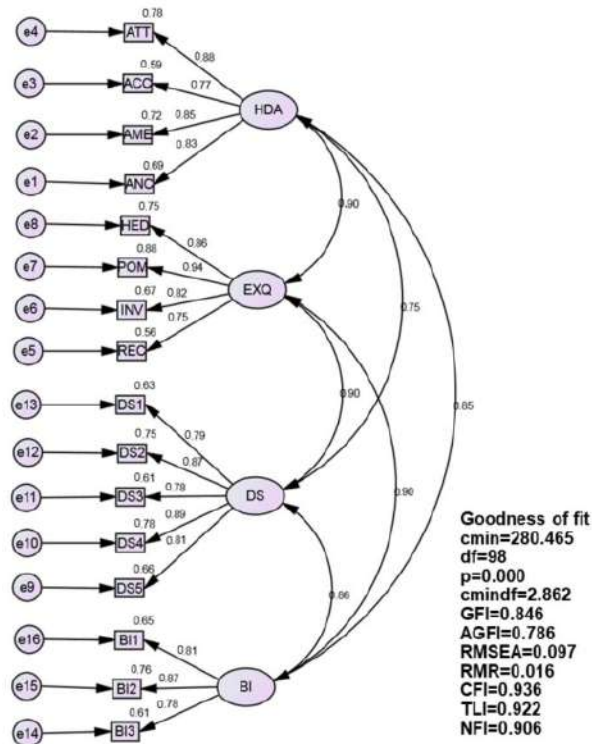 0.78
e4 ATT
0.88
0.59
e3 ACC 0.77
HDA
0.72
e2 AME 0.85
0.83
0.69
e1 ANC
0.75
e8 HED
0.90
0.86
0.88
e7 POM 0.94
EXQ
0.67
e6 INV 0.82
0.75
0.75
0.56
e5 REC
0.63
e13 DS1
0.90
0.85
0.79
0.75
e12 DS2 0.87
0.61
e11 DS3 0.78
DS
0.90
0.78
e10 DS4 0.89
0.81
0.66
e9 DS5
0.86
0.65
e16 BI1
0.81
0.76
e15 BI2 0.87
BI
0.61
e14 BI3 0.78
Goodness of fit
cmin=280.465
df=98
p=0.000
cmindf=2.862
GFI=0.846
AGFI=0.786
RMSEA=0.097
RMR=0.016
CFI=0.936
TLI=0.922
NFI=0.906